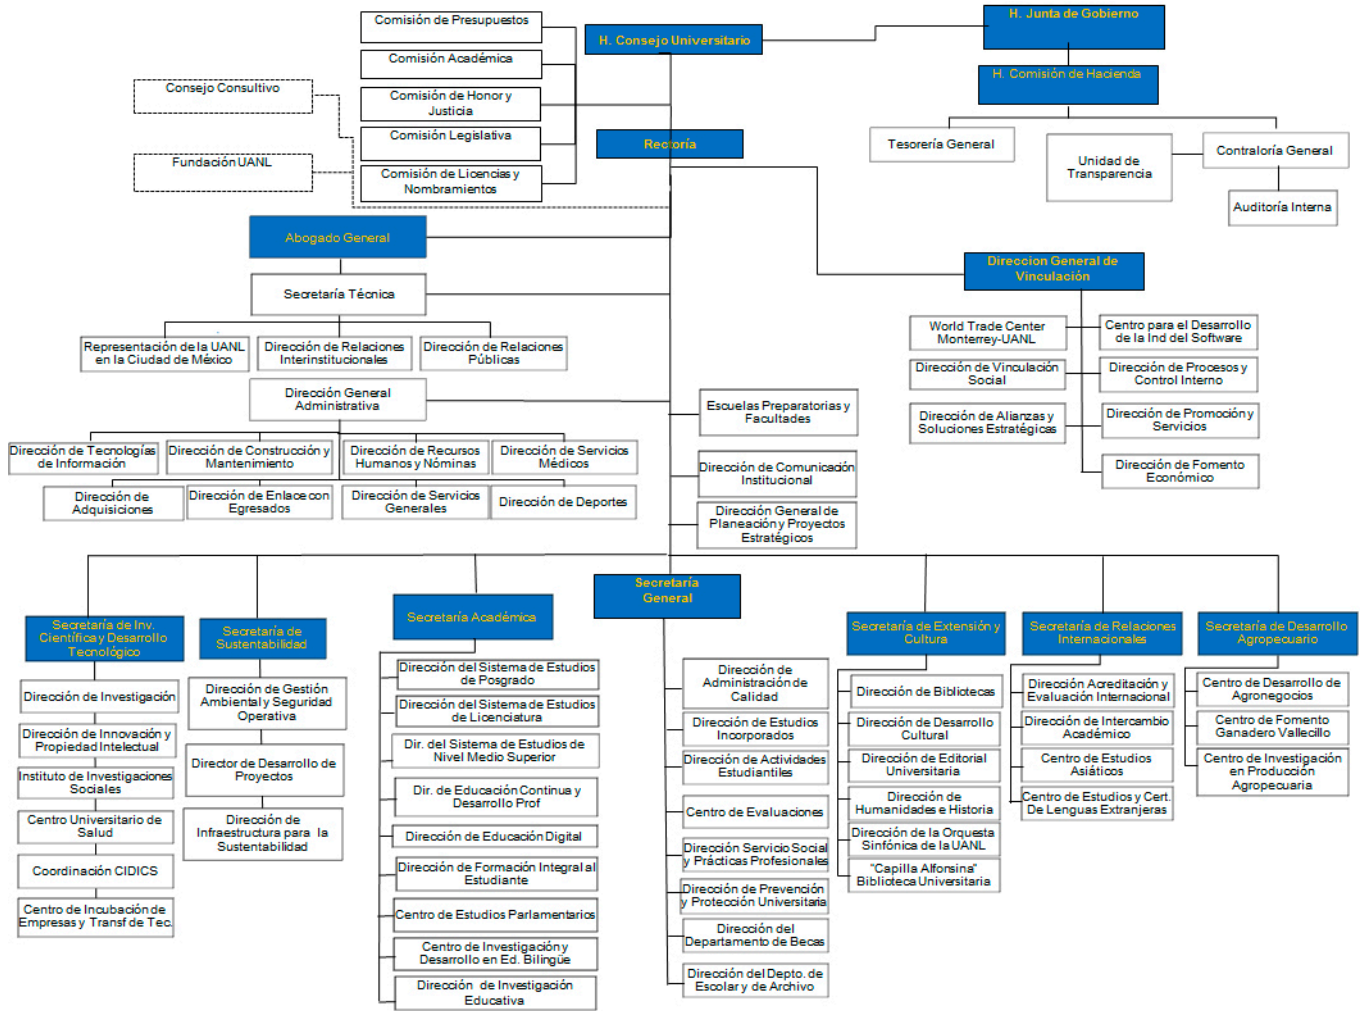 Comisión de Presupuestos
Comisión Académica
Comisión de Honor y
Justicia
Comisión Legislativa
Comisión de Licencias y
Nombramientos
Consejo Consultivo
Fundación UANL
H. Consejo Universitario
Rectoría
H. Junta de Gobierno
H. Comisión de Hacienda
Tesorería General
Unidad de
Transparencia
Contraloría General
Auditoría Interna
Abogado General
Secretaría Técnica
Representación de la UANL
en la Ciudad de México
Dirección de Relaciones
Interinstitucionales
Dirección de Relaciones
Públicas
Dirección General
Administrativa
Dirección de Tecnologías
de Información
Dirección de Construcción y
Mantenimiento
Dirección de Recursos
Humanos y Nóminas
Dirección de Servicios
Médicos
Dirección de
Adquisiciones
Dirección de Enlace con
Egresados
Dirección de Servicios
Generales
Dirección de Deportes
Direccion General de
Vinculación
World Trade Center
Monterrey-UANL
Centro para el Desarrollo
de la Ind del Software
Dirección de Vinculación
Social
Dirección de Procesos y
Control Interno
Dirección de Alianzas y
Soluciones Estratégicas
Dirección de Promoción y
Servicios
Dirección de Fomento
Económico
Escuelas Preparatorias y
Facultades
Dirección de Comunicación
Institucional
Dirección General de
Planeación y Proyectos
Estratégicos
Secretaría de Inv.
Científica y Desarrollo
Tecnológico
Dirección de Investigación
Dirección de Innovación y
Propiedad Intelectual
Instituto de Investigaciones
Sociales
Centro Universitario de
Salud
Coordinación CIDICS
Centro de Incubación de
Empresas y Transf de Tec.
Secretaría de
Sustentabilidad
Dirección de Gestión
Ambiental y Seguridad
Operativa
Director de Desarrollo de
Proyectos
Dirección de
Infraestructura para la
Sustentabilidad
Secretaría Académica
Dirección del Sistema de Estudios
de Posgrado
Dirección del Sistema de Estudios
de Licenciatura
Dir. del Sistema de Estudios de
Nivel Medio Superior
Dir. de Educación Continua y
Desarrollo Prof
Dirección de Educación Digital
Dirección de Formación Integral al
Estudiante
Centro de Estudios Parlamentarios
Centro de Investigación y
Desarrollo en Ed. Bilingüe
Dirección de Investigación
Educativa
Secretaría
General
Dirección de
Administración de
Calidad
Dirección de Estudios
Incorporados
Dirección de Actividades
Estudiantiles
Centro de Evaluaciones
Dirección Servicio Social
y Prácticas Profesionales
Dirección de Prevención
y Protección Universitaria
Dirección del
Departamento de Becas
Dirección del Depto. de
Escolar y de Archivo
Secretaría de Extensión y
Cultura
Dirección de Bibliotecas
Dirección de Desarrollo
Cultural
Dirección de Editorial
Universitaria
Dirección de
Humanidades e Historia
Dirección de la Orquesta
Sinfónica de la UANL
"Capilla Alfonsina"
Biblioteca Universitaria
Secretaría de Relaciones
Internacionales
Dirección Acreditación y
Evaluación Internacional
Dirección de Intercambio
Académico
Centro de Estudios
Asiáticos
Centro de Estudios y Cert.
De Lenguas Extranjeras
Secretaría de Desarrollo
Agropecuario
Centro de Desarrollo de
Agronegocios
Centro de Fomento
Ganadero Vallecillo
Centro de Investigación
en Producción
Agropecuaria